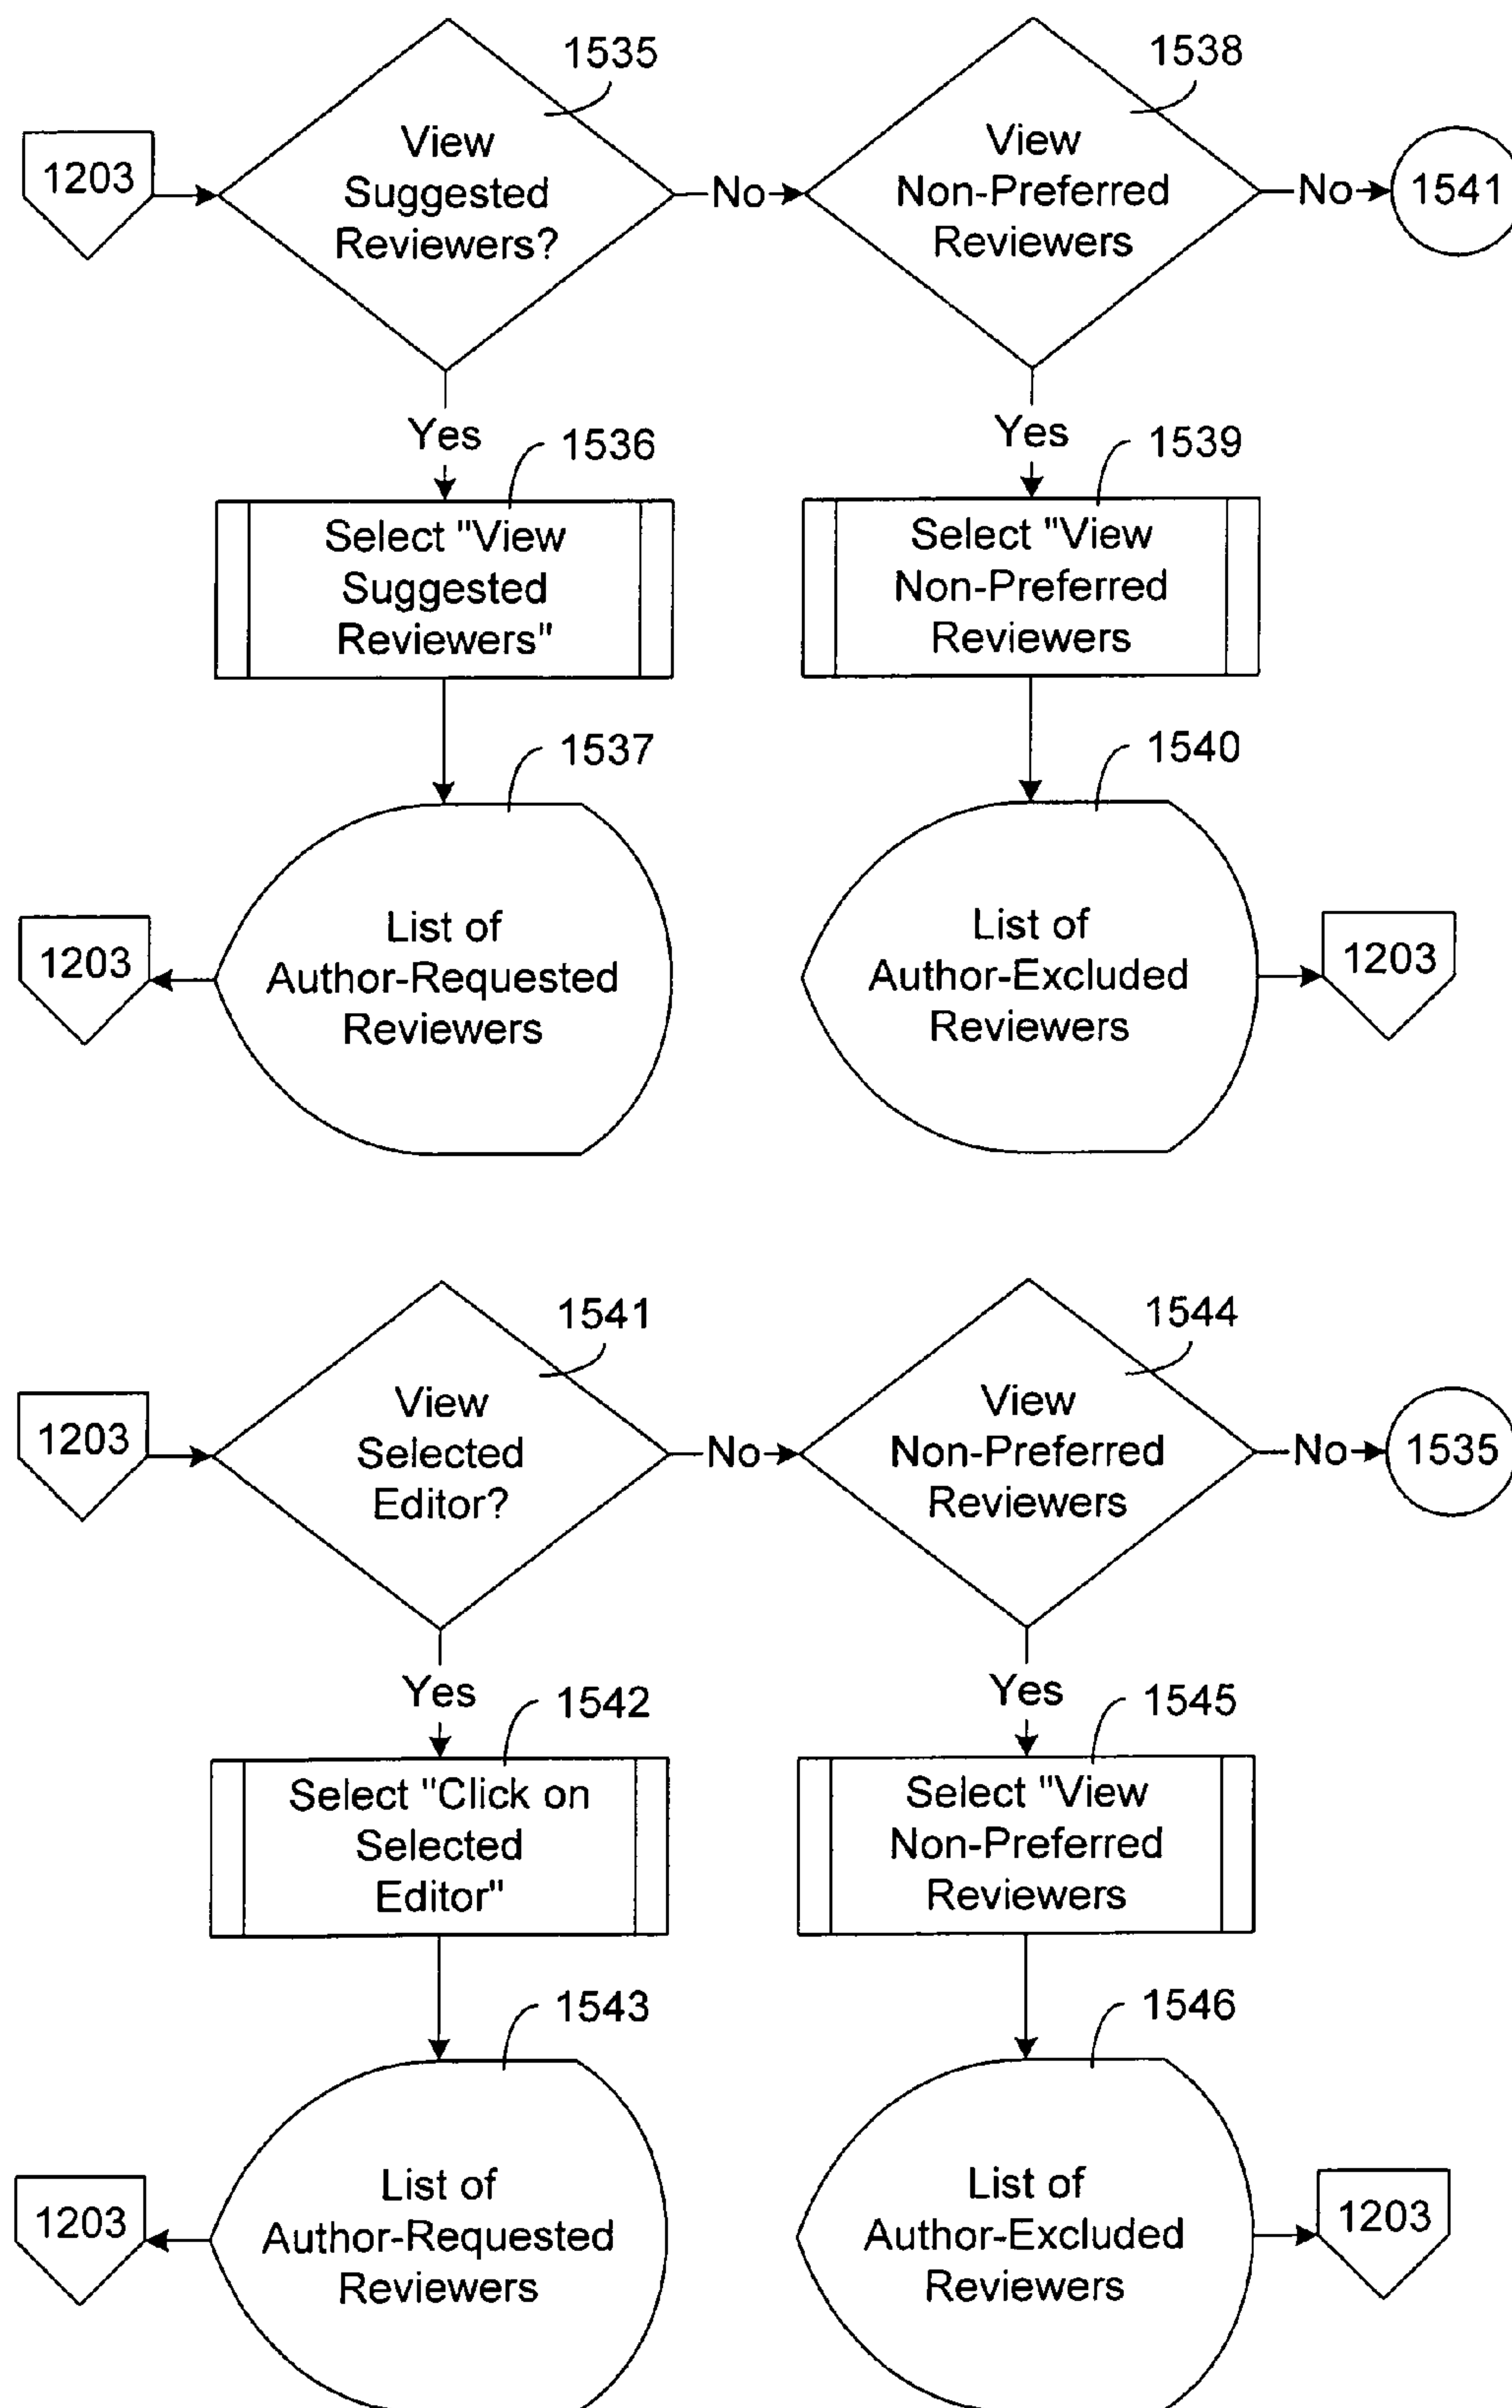 1535
1538
1203
View
Suggested
Reviewers?
No
View
Non-Preferred
Reviewers
No
1541
Yes
1536
Yes
1539
Select "View
Suggested
Reviewers"
Select "View
Non-Preferred
Reviewers
1537
1540
1203
List of
Author-Requested
Reviewers
List of
Author-Excluded
Reviewers
1203
1541
1544
1203
View
Selected
Editor?
No
View
Non-Preferred
Reviewers
No
1535
Yes
1542
Yes
1545
Select "Click on
Selected
Editor"
Select "View
Non-Preferred
Reviewers
1543
1546
1203
List of
Author-Requested
Reviewers
List of
Author-Excluded
Reviewers
1203